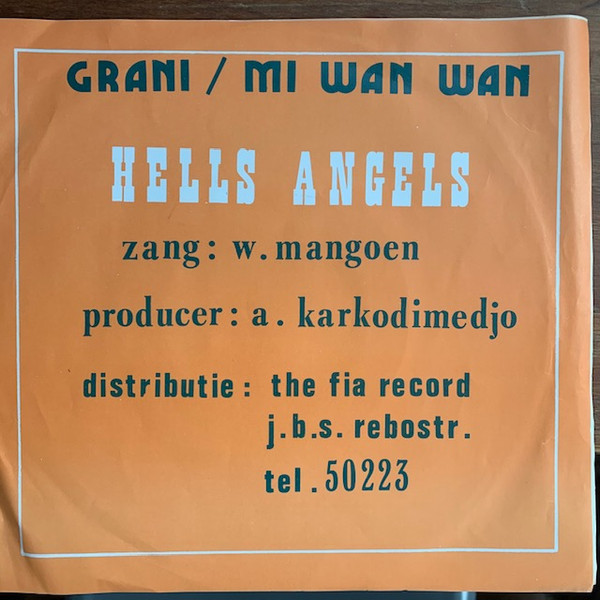 GRANI / MI WAN WAN
HELLS ANGELS
zang: w. mangoen
producer: a. karkodimedjo
distributie: the fia record
j.b.s. rebostr.
tel. 50223